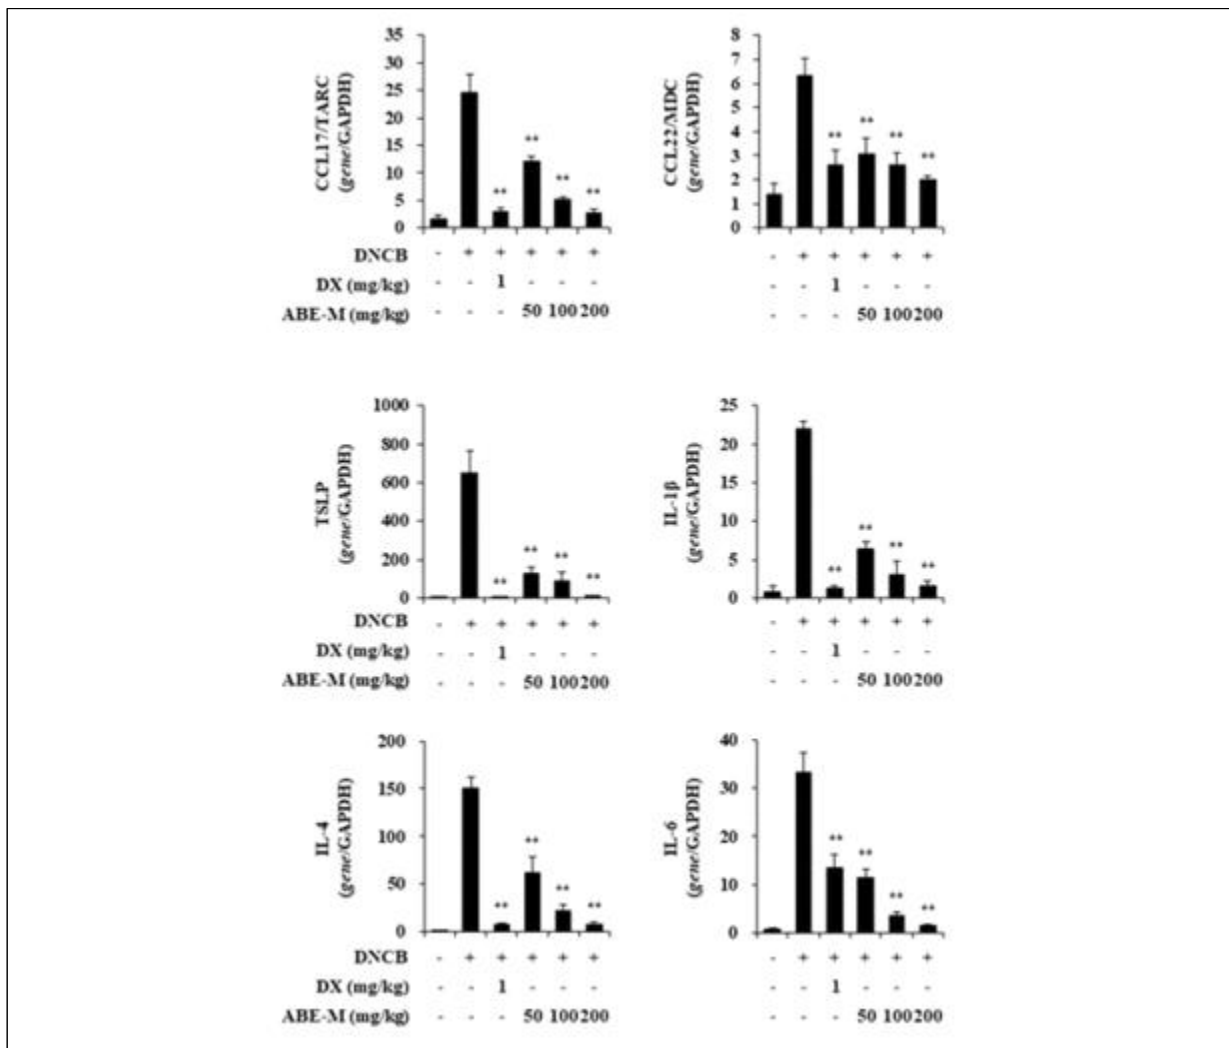 35
30
25
20
15
10
5
0
CCL17/TARC
(gene/GAPDH)
** ** ** **
DNCB - + + + + +
DX (mg/kg) - - 1 - - -
ABE-M (mg/kg) - - - 50 100 200
8
7
6
5
4
3
2
1
0
CCL22/MDC
(gene/GAPDH)
** ** ** **
- + + + + +
- - 1 - - -
- - - 50 100 200
1000
800
600
400
200
0
TSLP
(gene/GAPDH)
** ** ** **
DNCB - + + + + +
DX (mg/kg) - - 1 - - -
ABE-M (mg/kg) - - - 50 100 200
25
20
15
10
5
0
IL-1β
(gene/GAPDH)
** ** ** **
- + + + + +
- - 1 - - -
- - - 50 100 200
200
150
100
50
0
IL-4
(gene/GAPDH)
** ** ** **
DNCB - + + + + +
DX (mg/kg) - - 1 - - -
ABE-M (mg/kg) - - - 50 100 200
40
30
20
10
0
IL-6
(gene/GAPDH)
** ** ** **
- + + + + +
- - 1 - - -
- - - 50 100 200